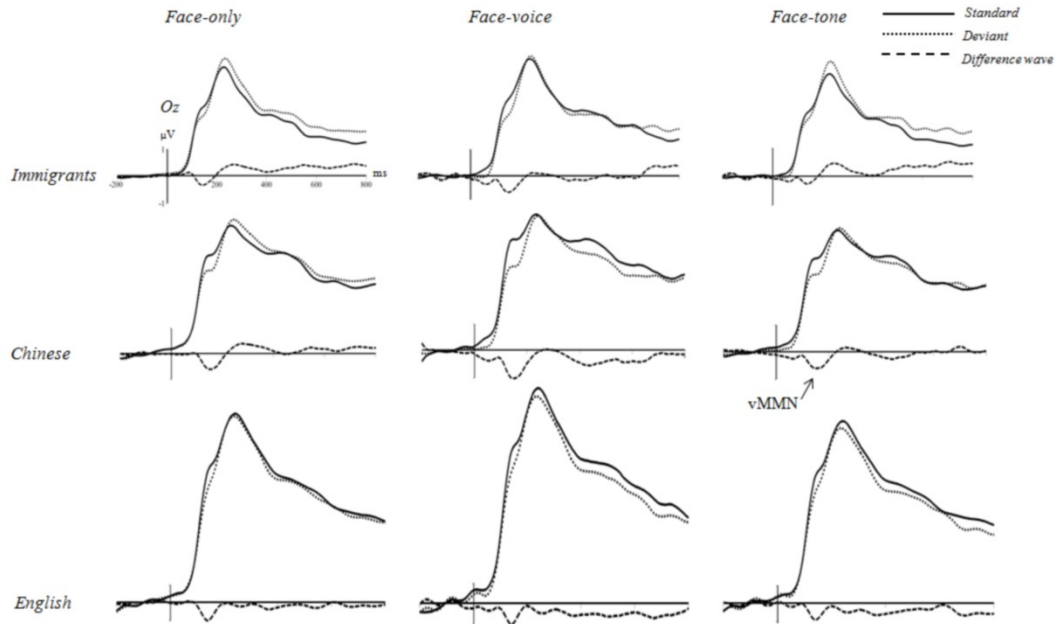 Face-only
Face-voice
Face-tone
Standard
Deviant
Difference wave
Oz
μV
1
Immigrants
-200
200
400
600
800
ms
-1
Chinese
vMMN
English